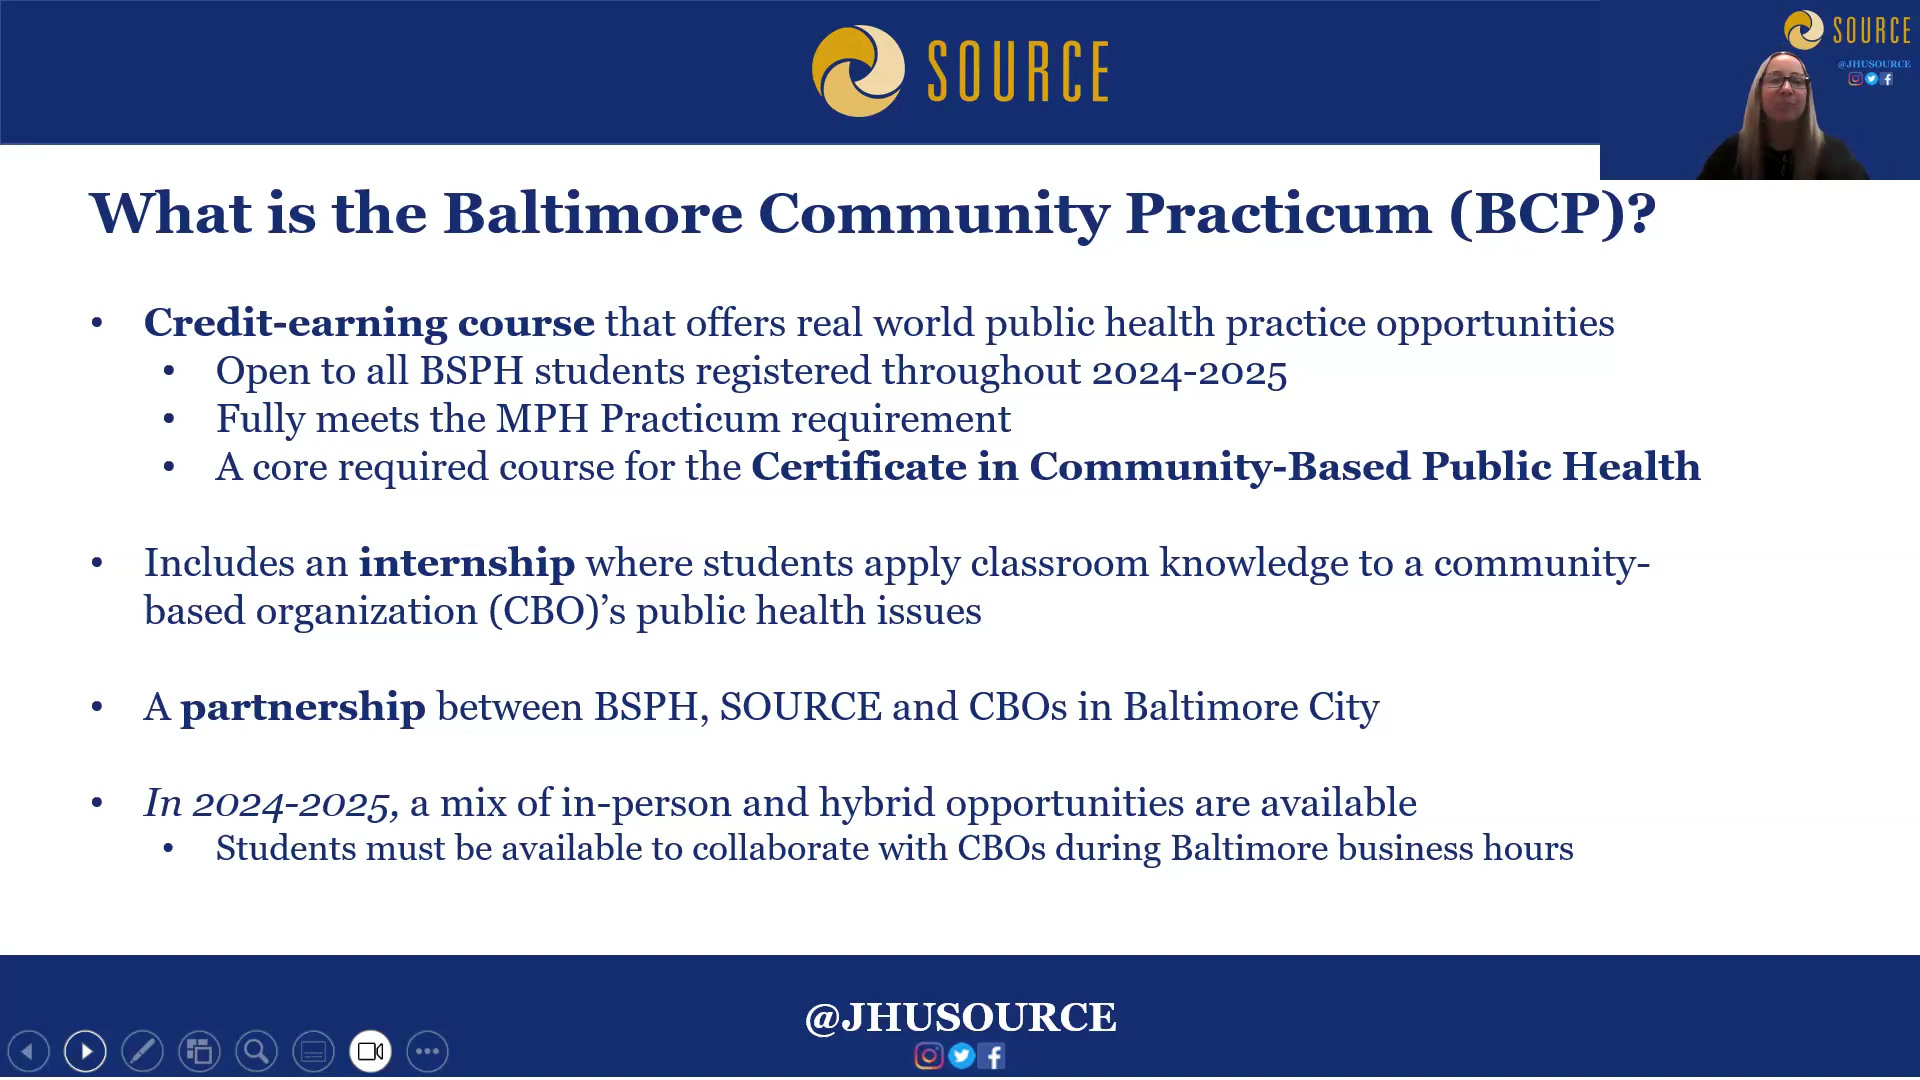 SOURCE
SOURCE
@JHUSOURCE
What is the Baltimore Community Practicum (BCP)?
• Credit-earning course that offers real world public health practice opportunities
• Open to all BSPH students registered throughout 2024-2025
• Fully meets the MPH Practicum requirement
• A core required course for the Certificate in Community-Based Public Health
• Includes an internship where students apply classroom knowledge to a community-
based organization (CBO)’s public health issues
• A partnership between BSPH, SOURCE and CBOs in Baltimore City
• In 2024-2025, a mix of in-person and hybrid opportunities are available
• Students must be available to collaborate with CBOs during Baltimore business hours
@JHUSOURCE